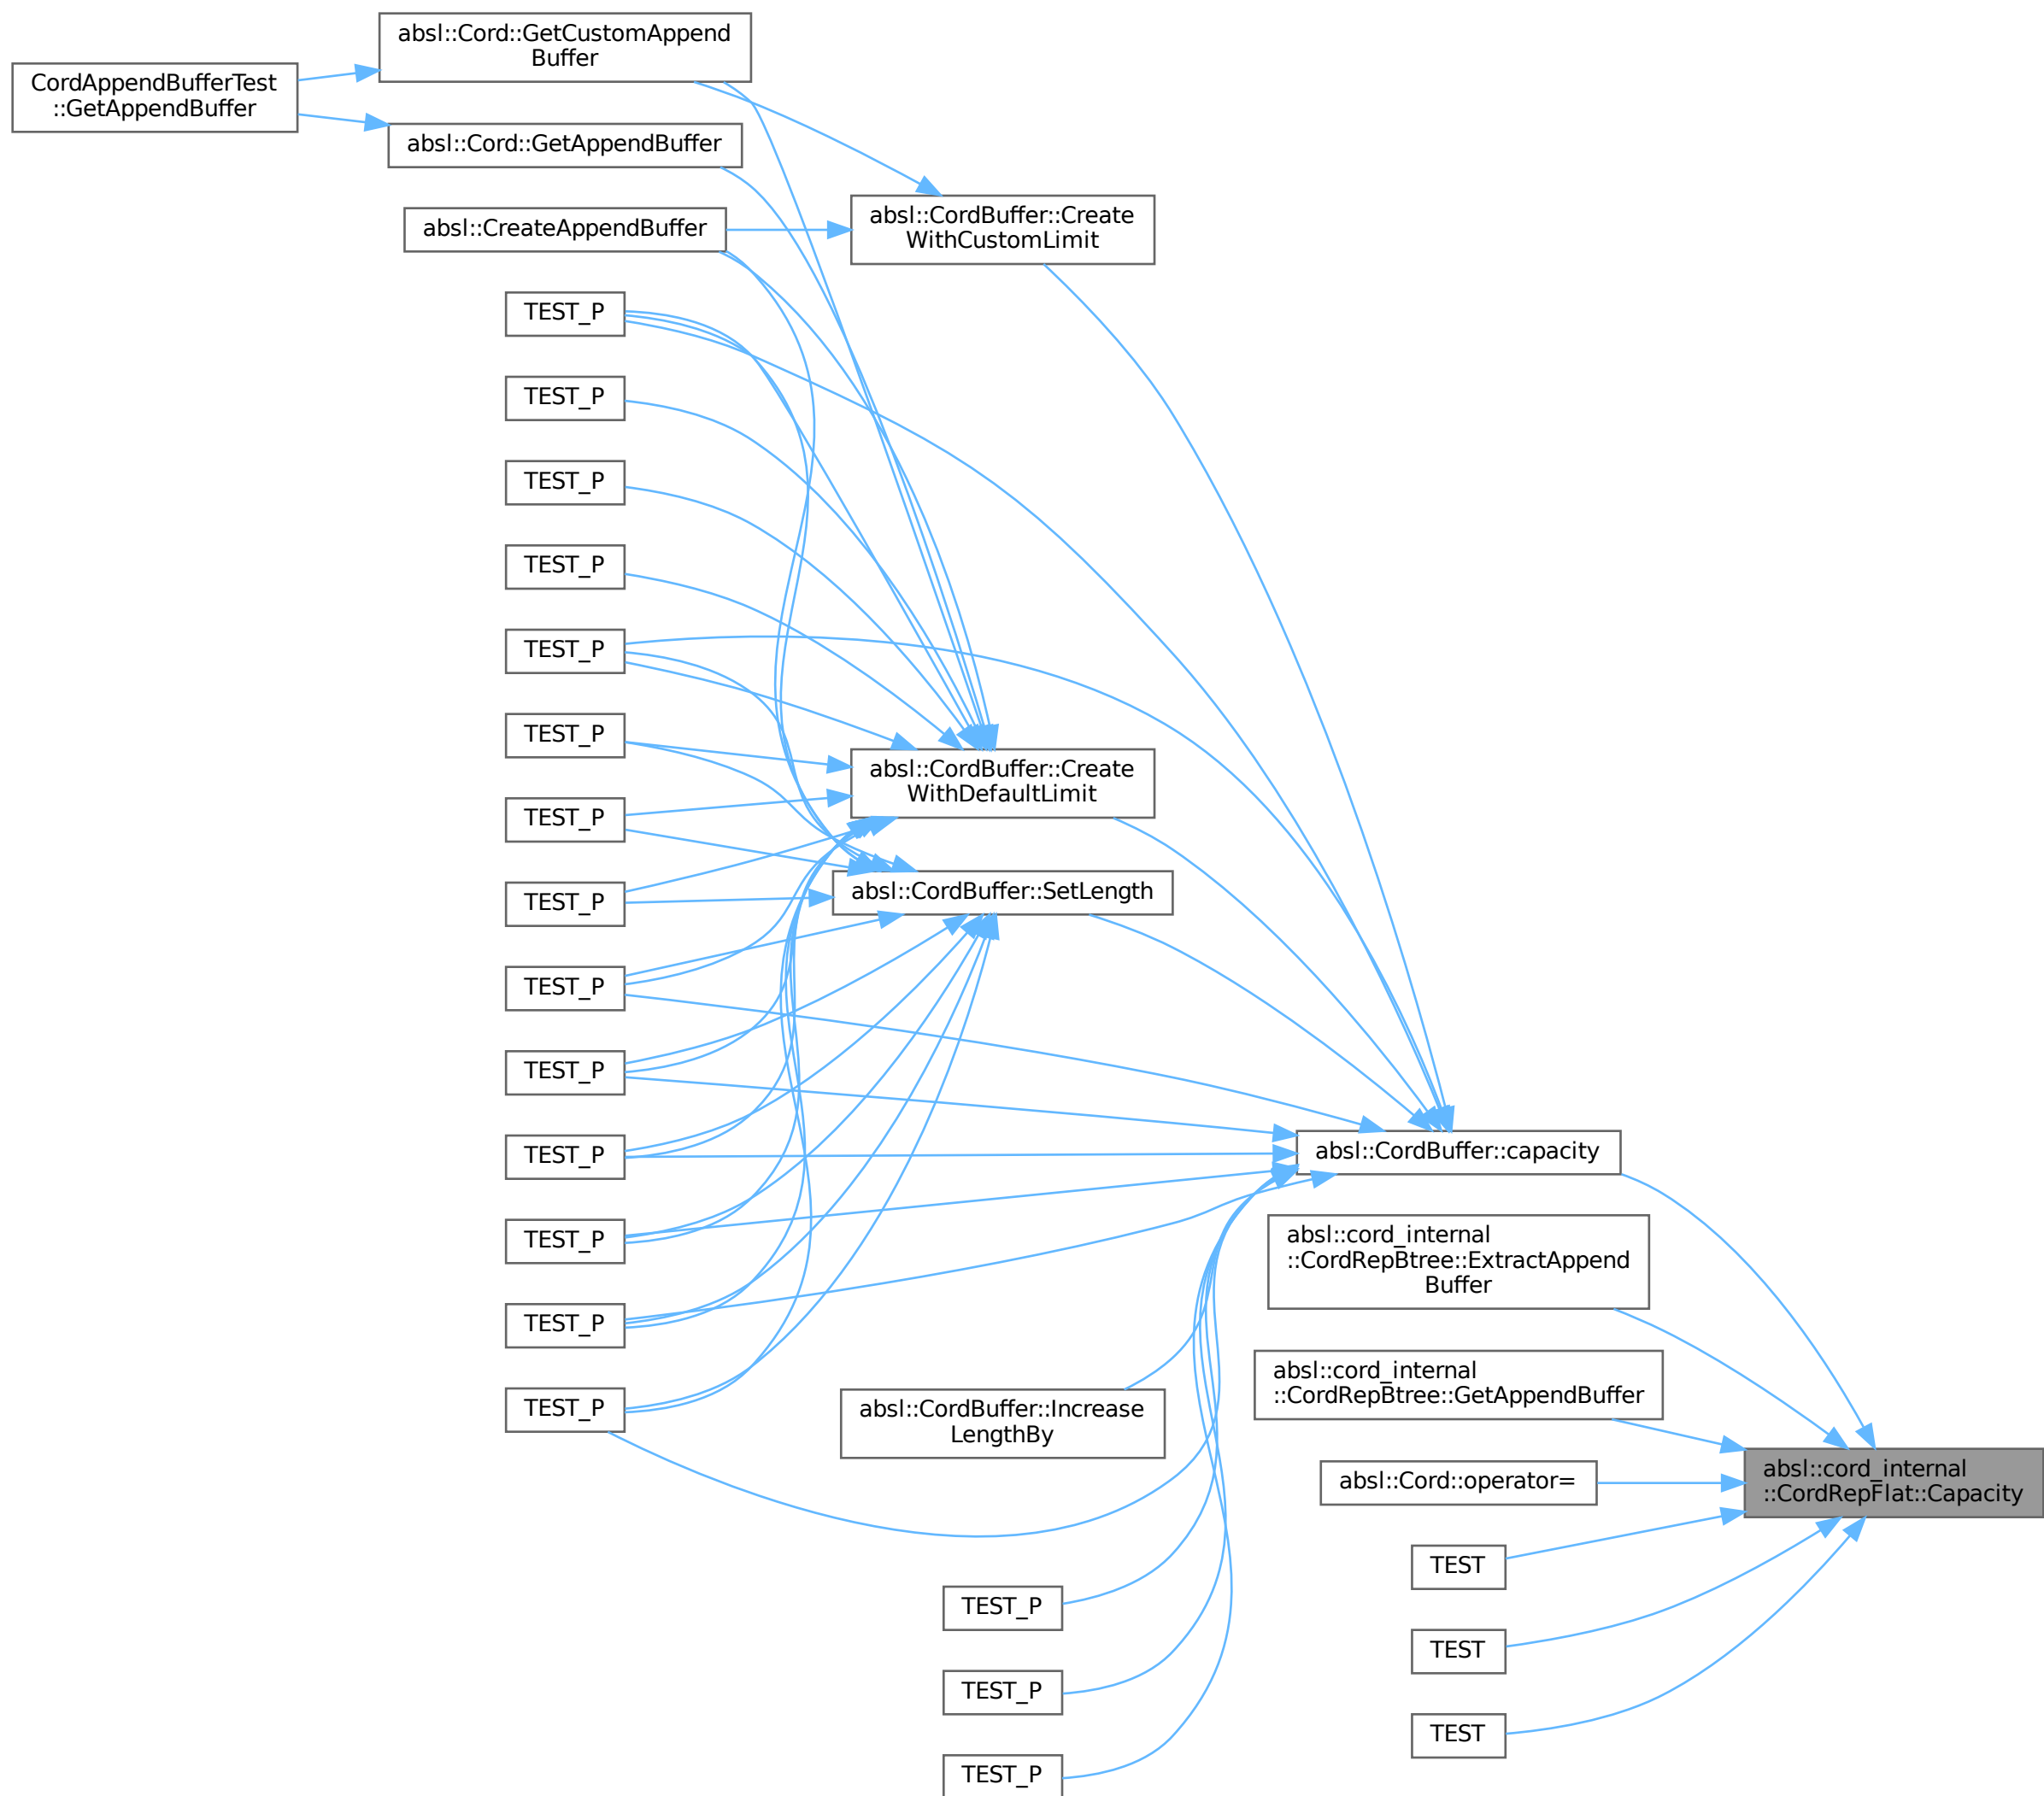 absl::Cord::GetCustomAppend
Buffer
CordAppendBufferTest
::GetAppendBuffer
absl::Cord::GetAppendBuffer
absl::CordBuffer::Create
WithCustomLimit
absl::CreateAppendBuffer
TEST_P
TEST_P
TEST_P
TEST_P
TEST_P
TEST_P
absl::CordBuffer::Create
WithDefaultLimit
TEST_P
TEST_P
absl::CordBuffer::SetLength
TEST_P
TEST_P
TEST_P
absl::CordBuffer::capacity
TEST_P
absl::cord_internal
::CordRepBtree::ExtractAppend
Buffer
TEST_P
absl::cord_internal
::CordRepBtree::GetAppendBuffer
TEST_P
absl::CordBuffer::Increase
LengthBy
absl::Cord::operator=
absl::cord_internal
::CordRepFlat::Capacity
TEST
TEST_P
TEST
TEST_P
TEST
TEST_P